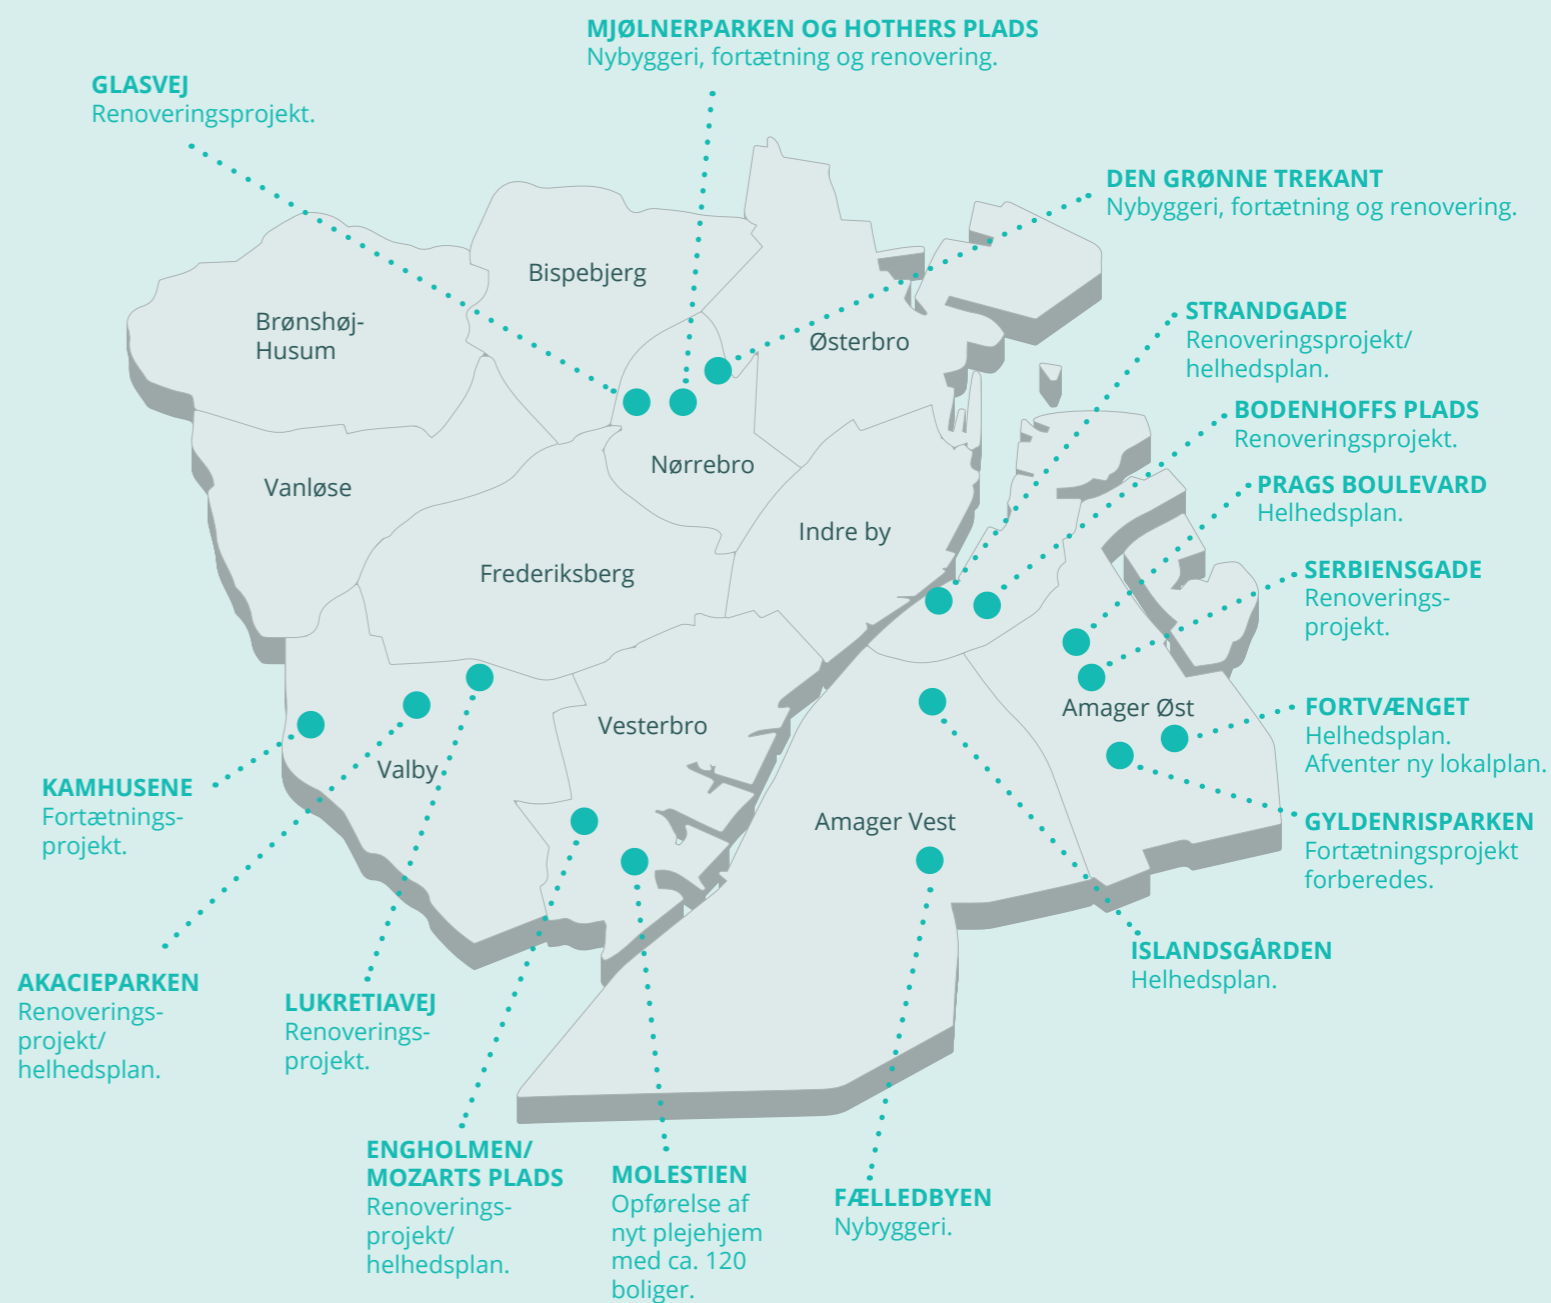 MJØLNERPARKEN OG HOTHERS PLADS
Nybyggeri, fortætning og renovering.
GLASVEJ
Renoveringsprojekt.
DEN GRØNNE TREKANT
Nybyggeri, fortætning og renovering.
Bispebjerg
Brønshøj-
Husum
Østerbro
STRANDGADE
Renoveringsprojekt/
helhedsplan.
BODENHOFFS PLADS
Renoveringsprojekt.
Nørrebro
Vanløse
PRAGS BOULEVARD
Helhedsplan.
Indre by
Frederiksberg
SERBIENSGADE
Renoverings-
projekt.
Amager Øst
Vesterbro
FORTVÆNGET
Helhedsplan.
Afventer ny lokalplan.
Valby
KAMHUSENE
Fortætnings-
projekt.
Amager Vest
GYLDENRISPARKEN
Fortætningsprojekt
forberedes.
ISLANDSGÅRDEN
Helhedsplan.
AKACIEPARKEN
Renoverings-
projekt/
helhedsplan.
LUKRETIAVEJ
Renoverings-
projekt.
ENGHOLMEN/
MOZARTS PLADS
Renoverings-
projekt/
helhedsplan.
MOLESTIEN
Opførelse af
nyt plejehjem
med ca. 120
boliger.
FÆLLEDBYEN
Nybyggeri.